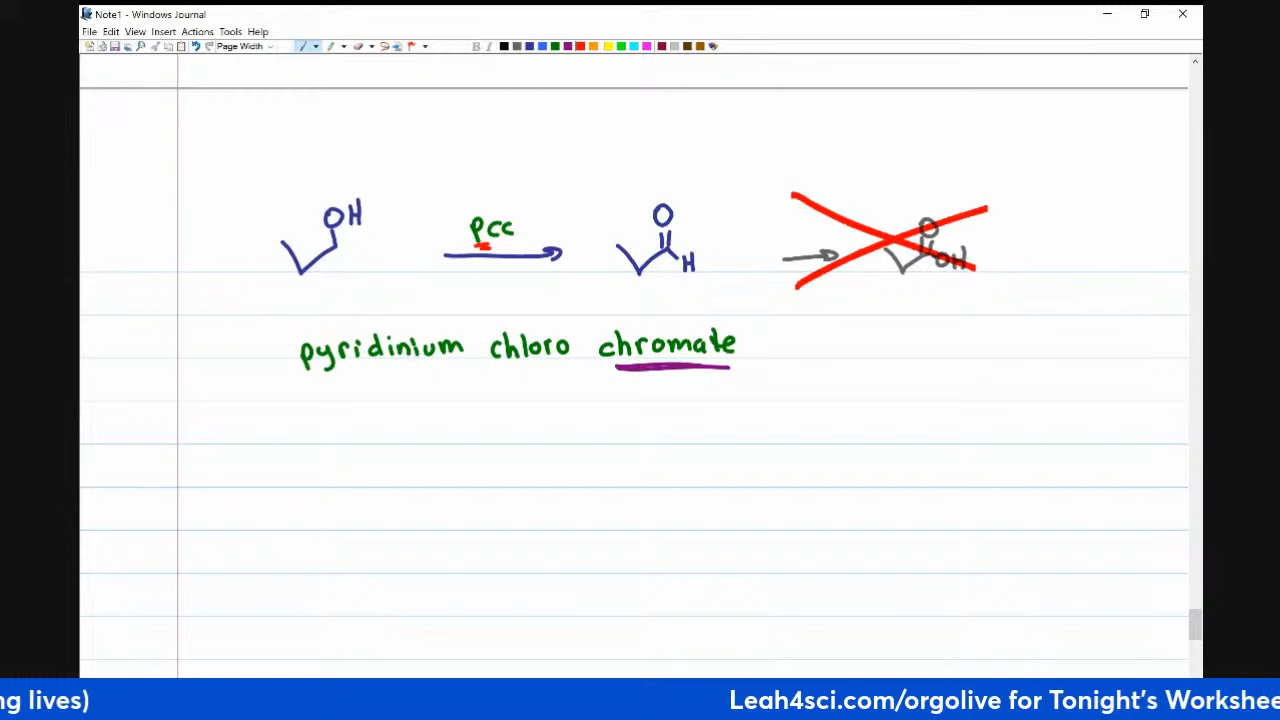 Note1 - Windows Journal
File Edit View Insert Actions Tools Help
Page Width
B I
OH
PCC
O
H
O
OH
pyridinium chloro chromate
ng lives)
Leah4sci.com/orgolive for Tonight's Workshee